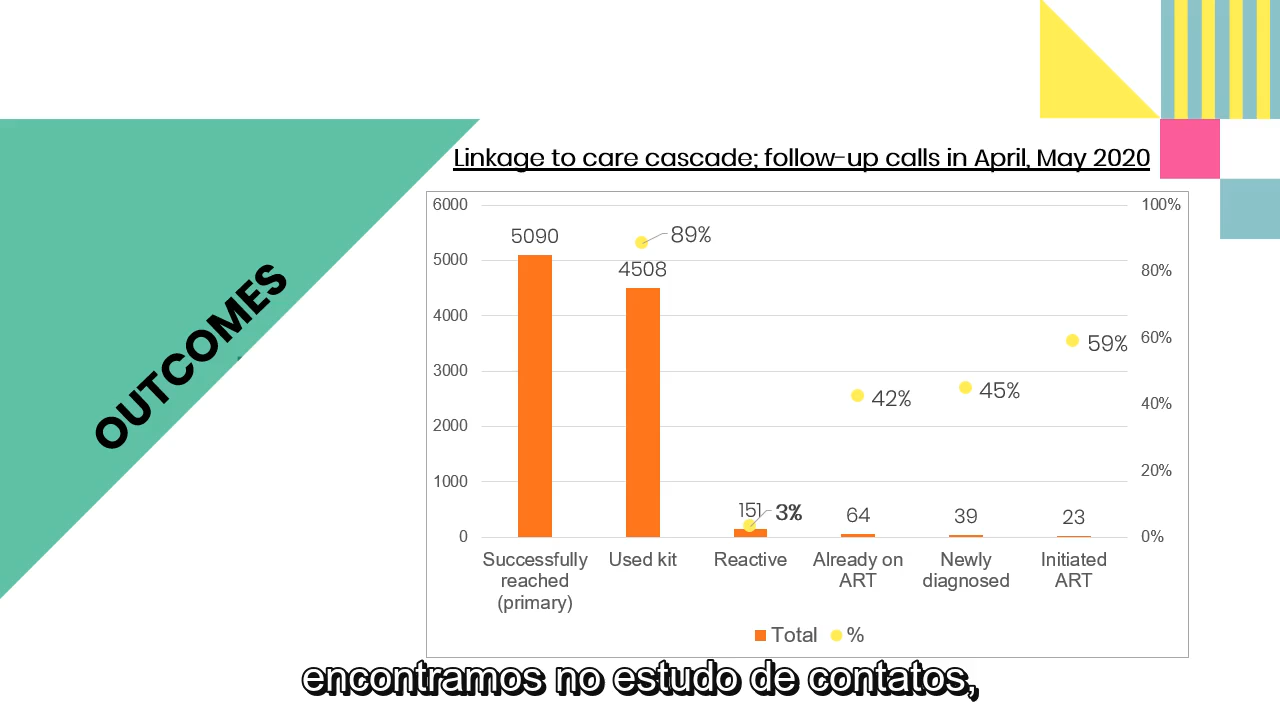 Linkage to care cascade; follow-up calls in April, May 2020
OUTCOMES
6000
5000
4000
3000
2000
1000
0
100%
80%
60%
40%
20%
0%
5090
89%
4508
151
3%
42%
64
45%
39
59%
23
Successfully
reached
(primary)
Used kit
Reactive
Already on
ART
Newly
diagnosed
Initiated
ART
Total %
encontramos no estudo de contatos,